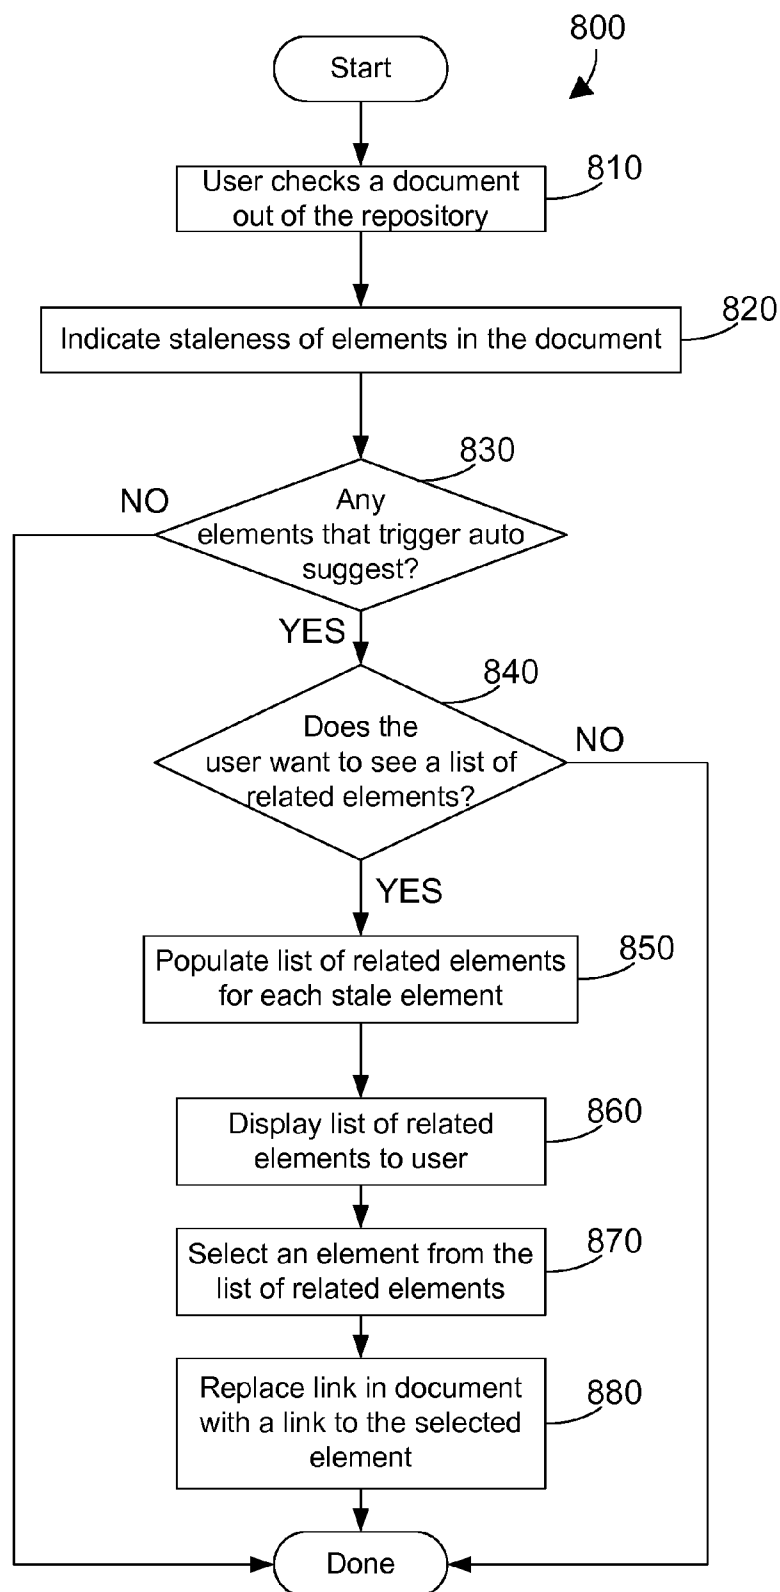 800
Start
User checks a document
out of the repository
810
Indicate staleness of elements in the document
820
830
NO
Any
elements that trigger auto
suggest?
YES
840
Does the
user want to see a list of
related elements?
NO
YES
Populate list of related elements
for each stale element
850
Display list of related
elements to user
860
Select an element from the
list of related elements
870
Replace link in document
with a link to the selected
element
880
Done